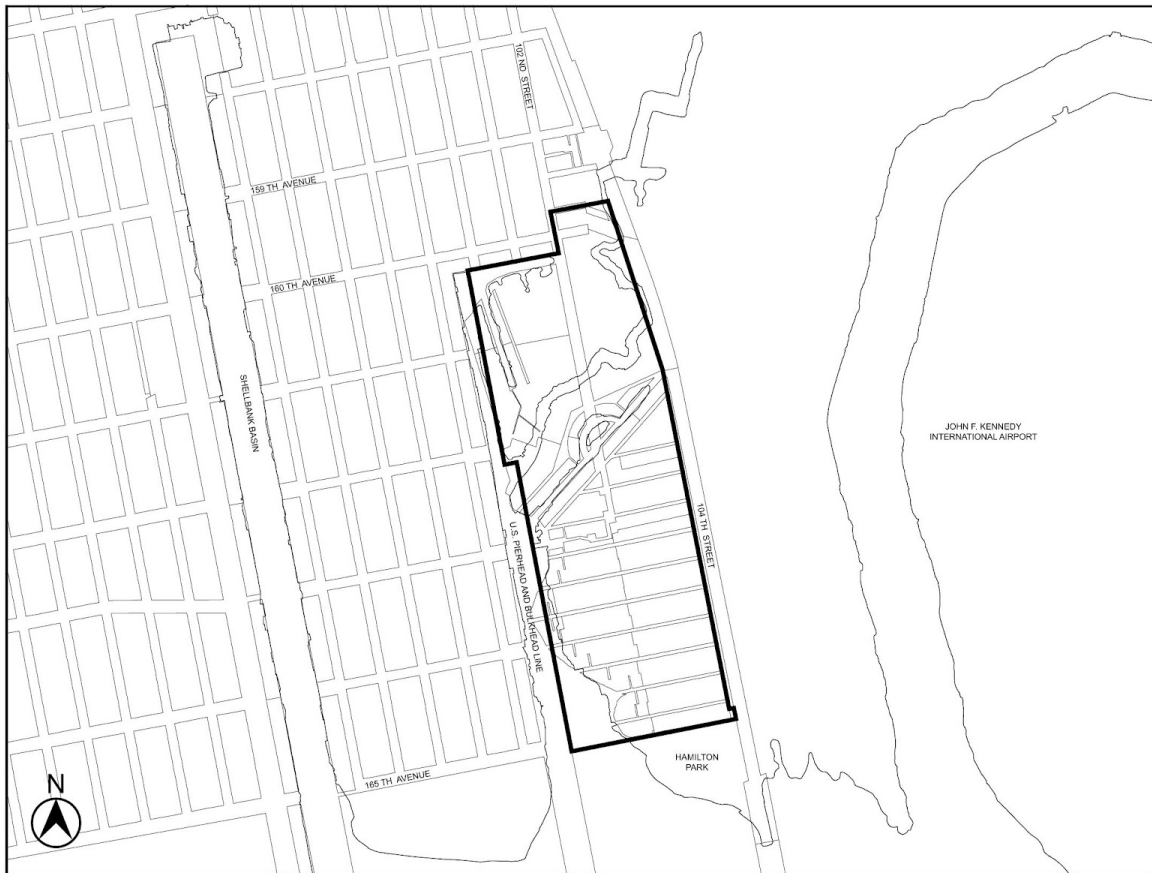 102 ND STREET
159 TH AVENUE
160 TH AVENUE
SHELLBANK BASIN
JOHN F. KENNEDY
INTERNATIONAL AIRPORT
104 TH STREET
U.S. PIERHEAD AND BULKHEAD LINE
HAMILTON
PARK
165 TH AVENUE
N